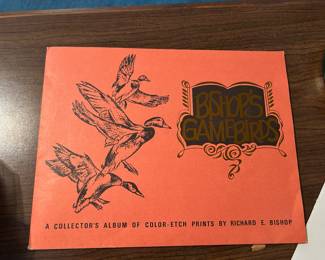 BISHOP'S
GAMEBIRDS
A COLLECTOR'S ALBUM OF COLOR-ETCH PRINTS BY RICHARD E. BISHOP